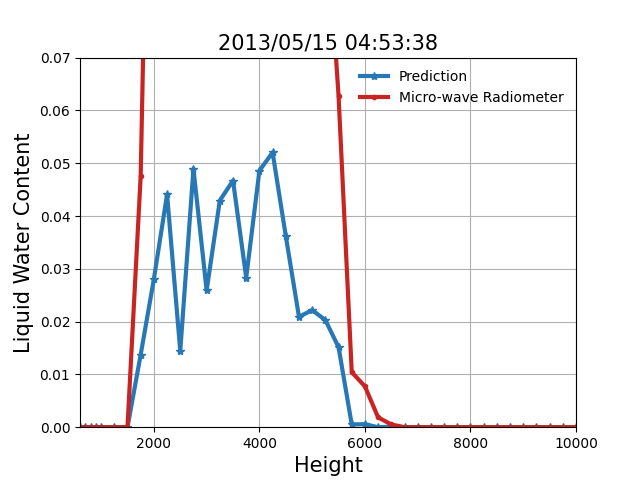 2013/05/15 04:53:38
Liquid Water Content
0.07
0.06
0.05
0.04
0.03
0.02
0.01
0.00
Prediction
Micro-wave Radiometer
2000 4000 6000 8000 10000
Height